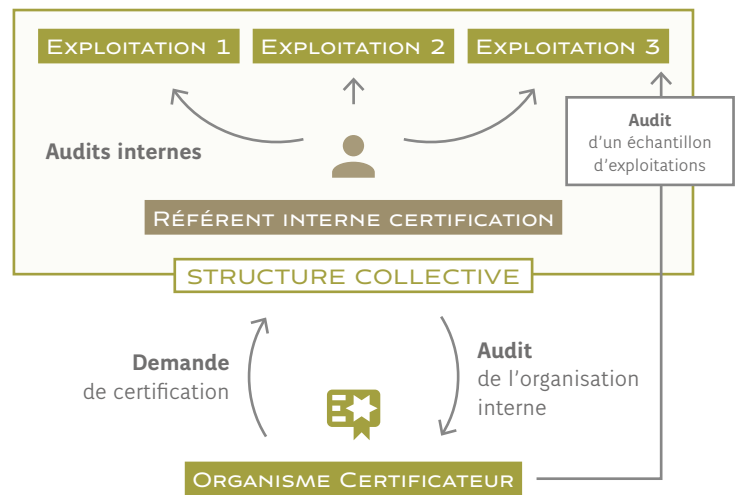 Exploitation 1
Exploitation 2
Exploitation 3
Audit
d'un échantillon
d'exploitations
Audits internes
Référent interne certification
STRUCTURE COLLECTIVE
Demande
de certification
Audit
de l'organisation
interne
Organisme Certificateur